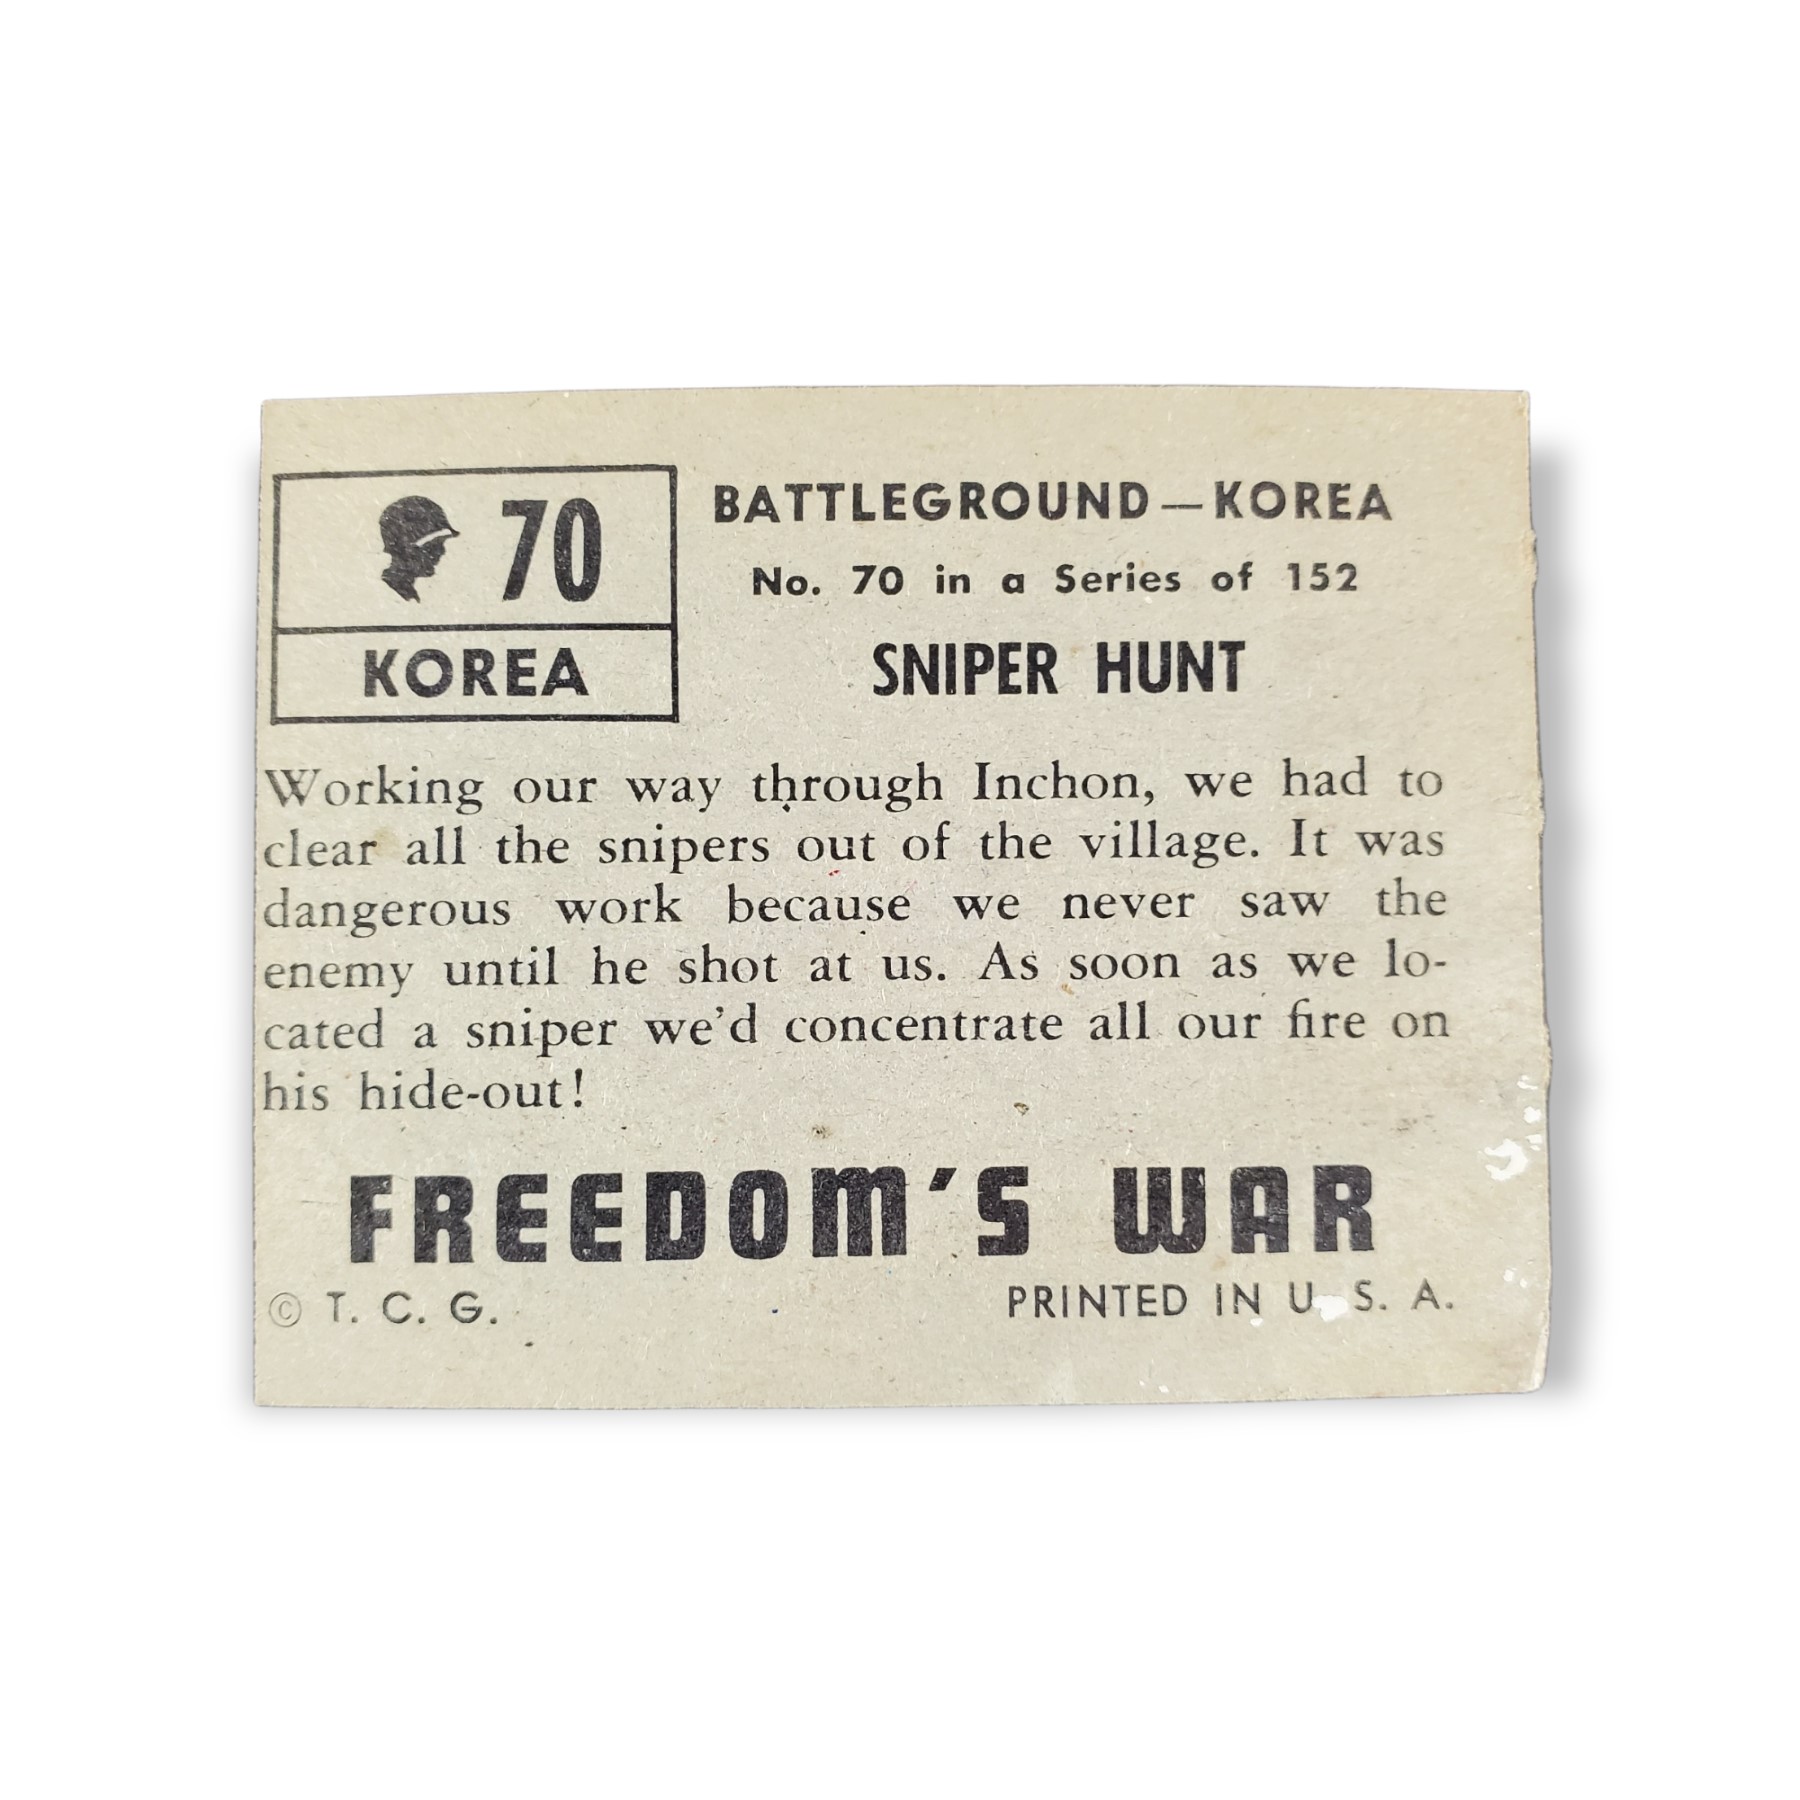 70
KOREA
BATTLEGROUND—KOREA
No. 70 in a Series of 152
SNIPER HUNT
Working our way through Inchon, we had to
clear all the snipers out of the village. It was
dangerous work because we never saw the
enemy until he shot at us. As soon as we lo-
cated a sniper we'd concentrate all our fire on
his hide-out!
FREEDOM'S WAR
© T. C. G.
PRINTED IN U S. A.